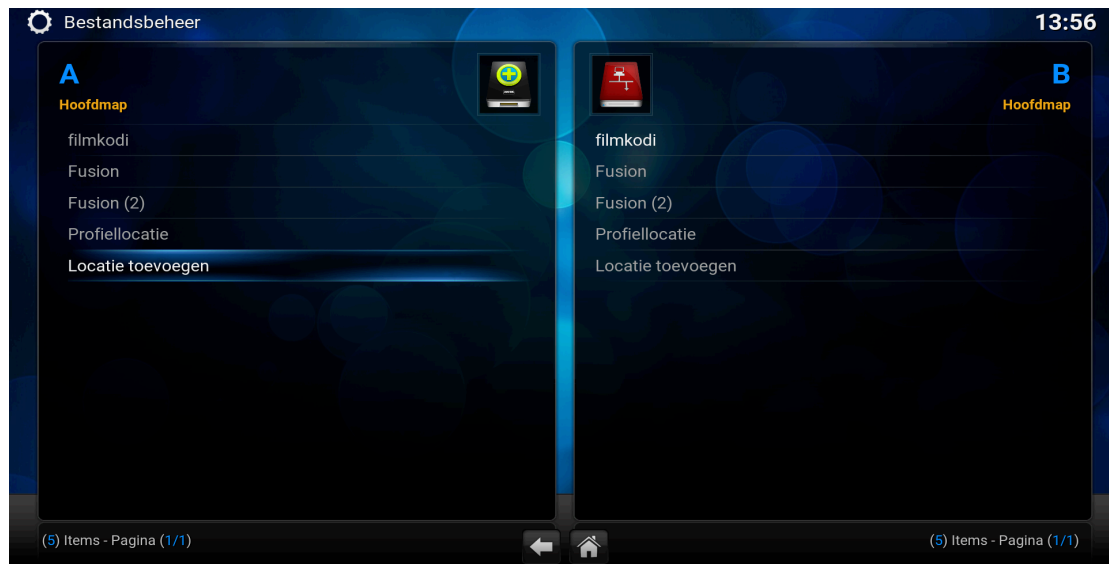 Bestandsbeheer
13:56
A
Hoofdmap
filmkodi
Fusion
Fusion (2)
Profiellocatie
Locatie toevoegen
(5) Items - Pagina (1/1)
B
Hoofdmap
filmkodi
Fusion
Fusion (2)
Profiellocatie
Locatie toevoegen
(5) Items - Pagina (1/1)